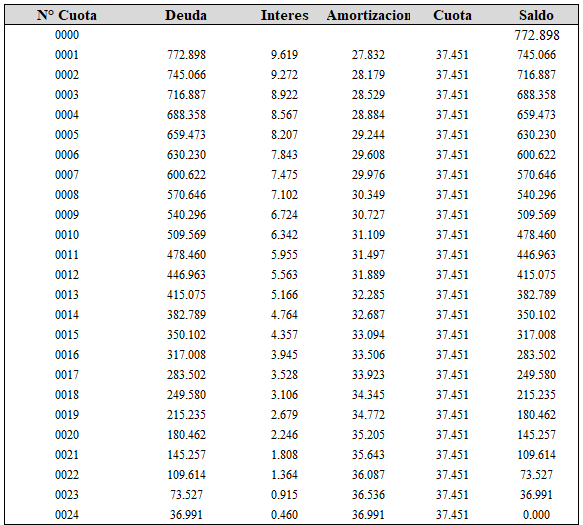 N° Cuota Deuda Interes Amortizacion Cuota Saldo
0000 772.898
0001 772.898 9.619 27.832 37.451 745.066
0002 745.066 9.272 28.179 37.451 716.887
0003 716.887 8.922 28.529 37.451 688.358
0004 688.358 8.567 28.884 37.451 659.473
0005 659.473 8.207 29.244 37.451 630.230
0006 630.230 7.843 29.608 37.451 600.622
0007 600.622 7.475 29.976 37.451 570.646
0008 570.646 7.102 30.349 37.451 540.296
0009 540.296 6.724 30.727 37.451 509.569
0010 509.569 6.342 31.109 37.451 478.460
0011 478.460 5.955 31.497 37.451 446.963
0012 446.963 5.563 31.889 37.451 415.075
0013 415.075 5.166 32.285 37.451 382.789
0014 382.789 4.764 32.687 37.451 350.102
0015 350.102 4.357 33.094 37.451 317.008
0016 317.008 3.945 33.506 37.451 283.502
0017 283.502 3.528 33.923 37.451 249.580
0018 249.580 3.106 34.345 37.451 215.235
0019 215.235 2.679 34.772 37.451 180.462
0020 180.462 2.246 35.205 37.451 145.257
0021 145.257 1.808 35.643 37.451 109.614
0022 109.614 1.364 36.087 37.451 73.527
0023 73.527 0.915 36.536 37.451 36.991
0024 36.991 0.460 36.991 37.451 0.000